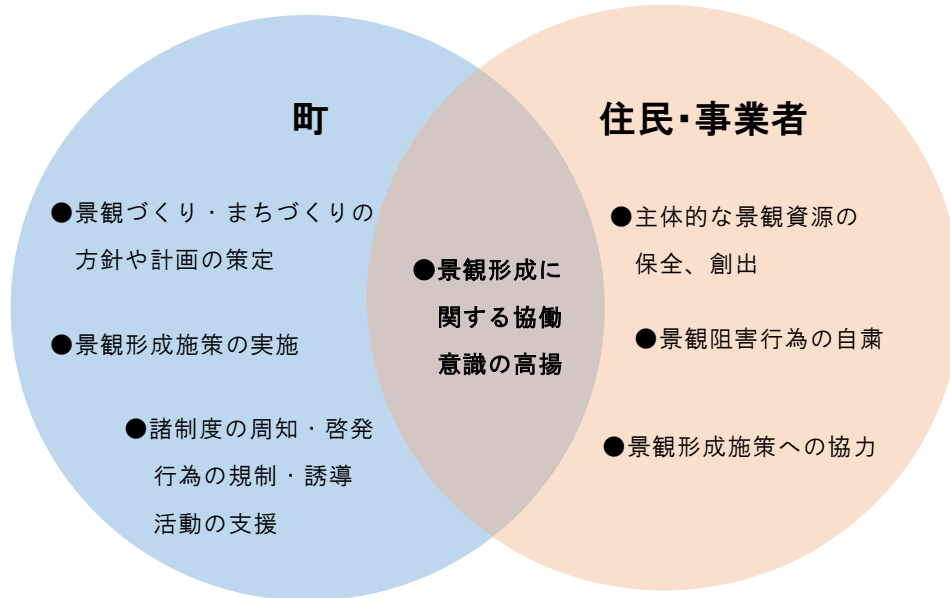 町
●景観づくり・まちづくりの
方針や計画の策定
●景観形成施策の実施
●諸制度の周知・啓発
行為の規制・誘導
活動の支援
●景観形成に
関する協働
意識の高揚
住民・事業者
●主体的な景観資源の
保全、創出
●景観阻害行為の自粛
●景観形成施策への協力